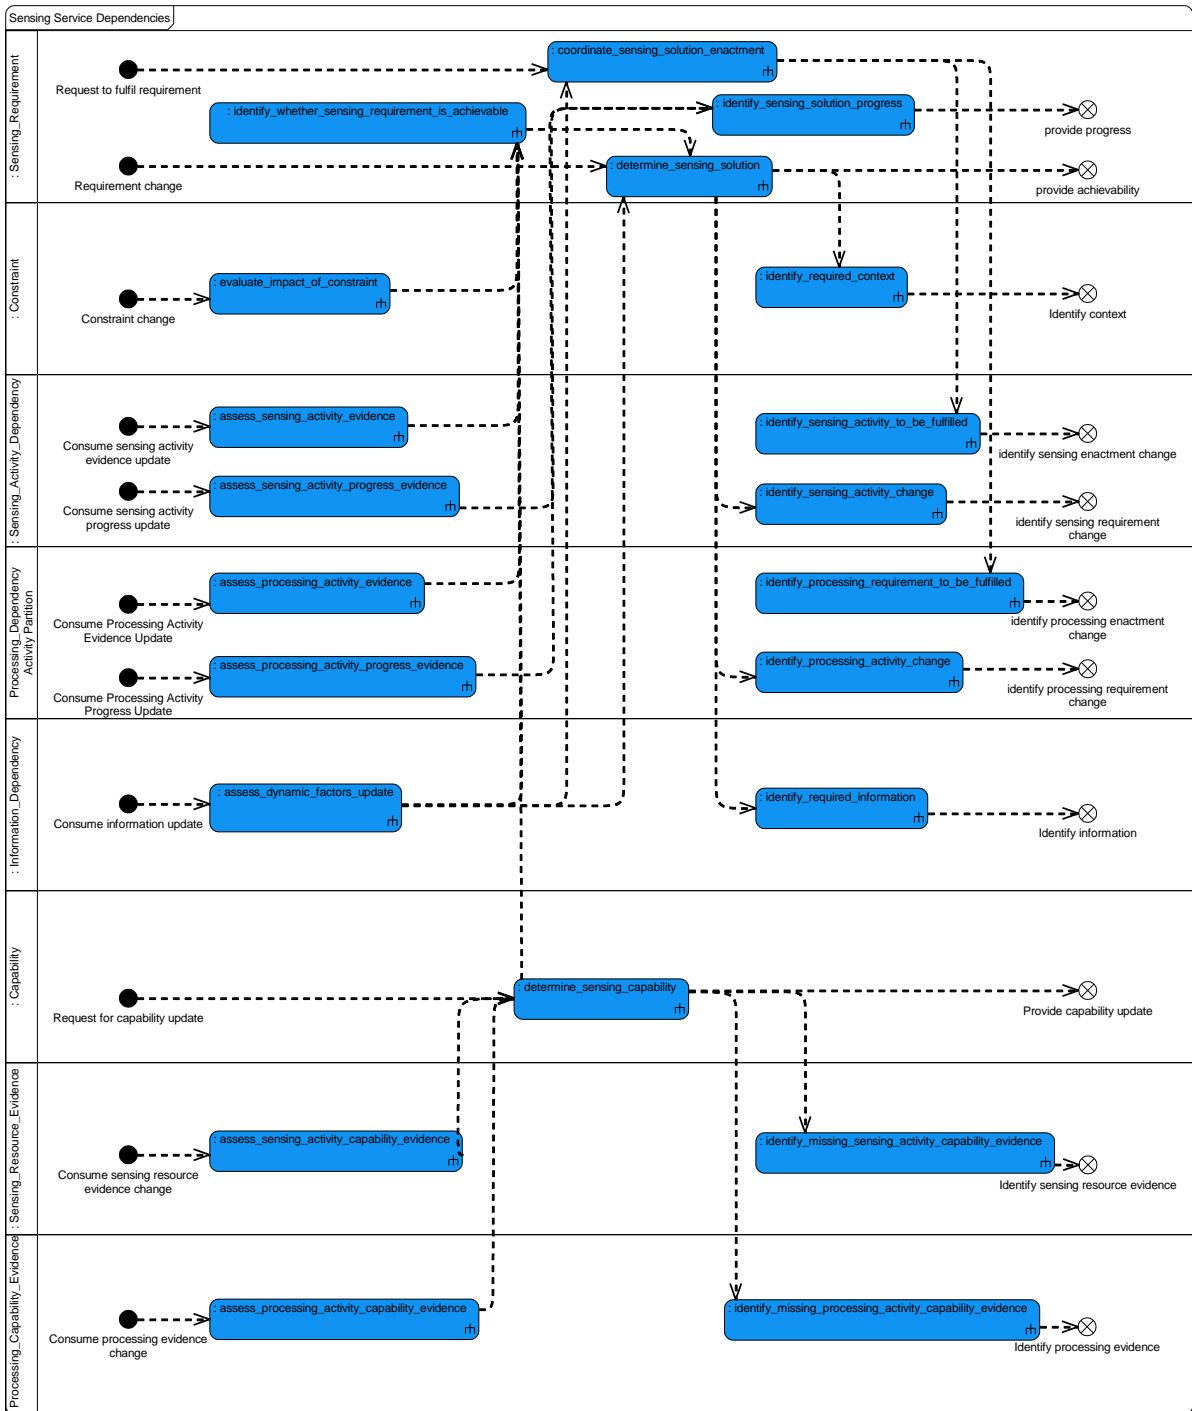 Sensing Service Dependencies
: Sensing_Requirement
: coordinate_sensing_solution_enactment
Request to fulfil requirement
: identify_whether_sensing_requirement_is_achievable
: identify_sensing_solution_progress
provide progress
: determine_sensing_solution
Requirement change
provide achievability
: Constraint
: evaluate_impact_of_constraint
: identify_required_context
Constraint change
Identify context
: Sensing_Activity_Dependency
: assess_sensing_activity_evidence
: identify_sensing_activity_to_be_fulfilled
Consume sensing activity
evidence update
identify sensing enactment change
: assess_sensing_activity_progress_evidence
: identify_sensing_activity_change
Consume sensing activity
progress update
identify sensing requirement
change
Processing_Dependency
Activity Partition
: assess_processing_activity_evidence
: identify_processing_requirement_to_be_fulfilled
Consume Processing Activity
Evidence Update
identify processing enactment
change
: assess_processing_activity_progress_evidence
: identify_processing_activity_change
Consume Processing Activity
Progress Update
identify processing requirement
change
: Information_Dependency
: assess_dynamic_factors_update
: identify_required_information
Consume information update
Identify information
: Capability
: determine_sensing_capability
Request for capability update
Provide capability update
: Sensing_Resource_Evidence
: assess_sensing_activity_capability_evidence
: identify_missing_sensing_activity_capability_evidence
Consume sensing resource
evidence change
Identify sensing resource evidence
Processing_Capability_Evidence
: assess_processing_activity_capability_evidence
: identify_missing_processing_activity_capability_evidence
Consume processing evidence
change
Identify processing evidence